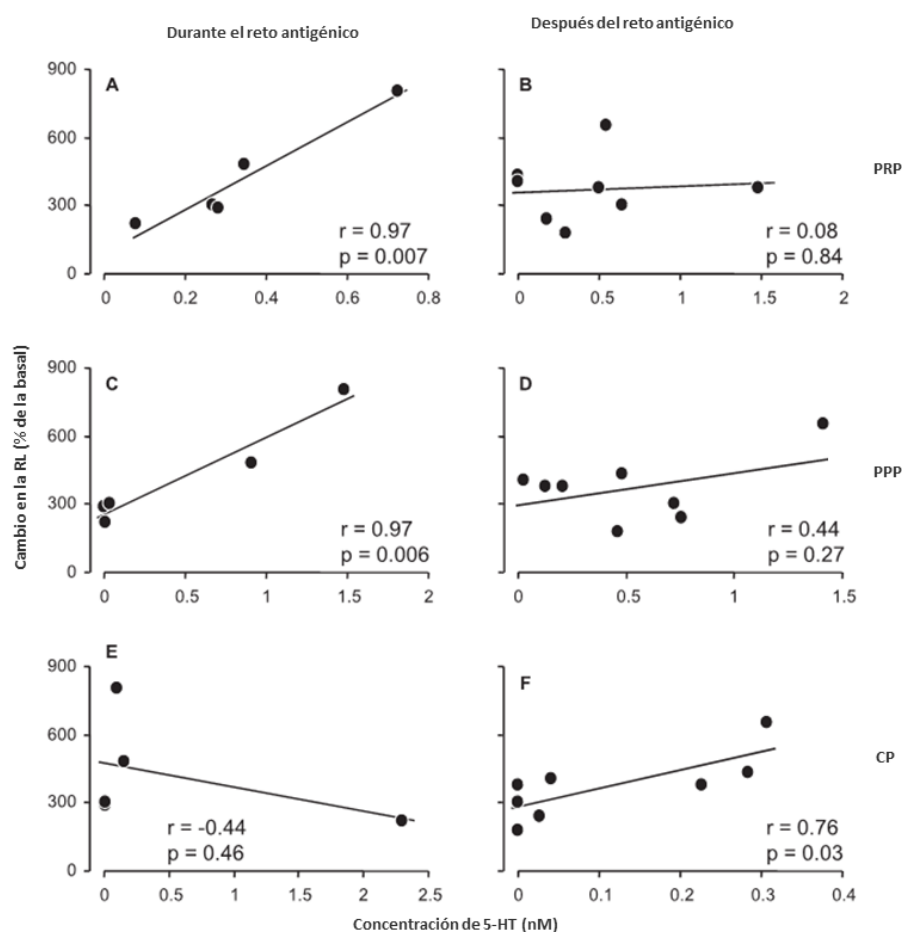 Durante el reto antigénico
Después del reto antigénico
Cambio en la RL (% de la basal)
A
900
600
300
0
0 0.2 0.4 0.6 0.8
r = 0.97
p = 0.007
B
0 0.5 1 1.5 2
r = 0.08
p = 0.84
PRP
C
900
600
300
0
0 0.5 1 1.5 2
r = 0.97
p = 0.006
D
0 0.5 1 1.5
r = 0.44
p = 0.27
PPP
E
900
600
300
0
0 0.5 1 1.5 2 2.5
r = -0.44
p = 0.46
F
0 0.1 0.2 0.3 0.4
r = 0.76
p = 0.03
CP
Concentración de 5-HT (nM)